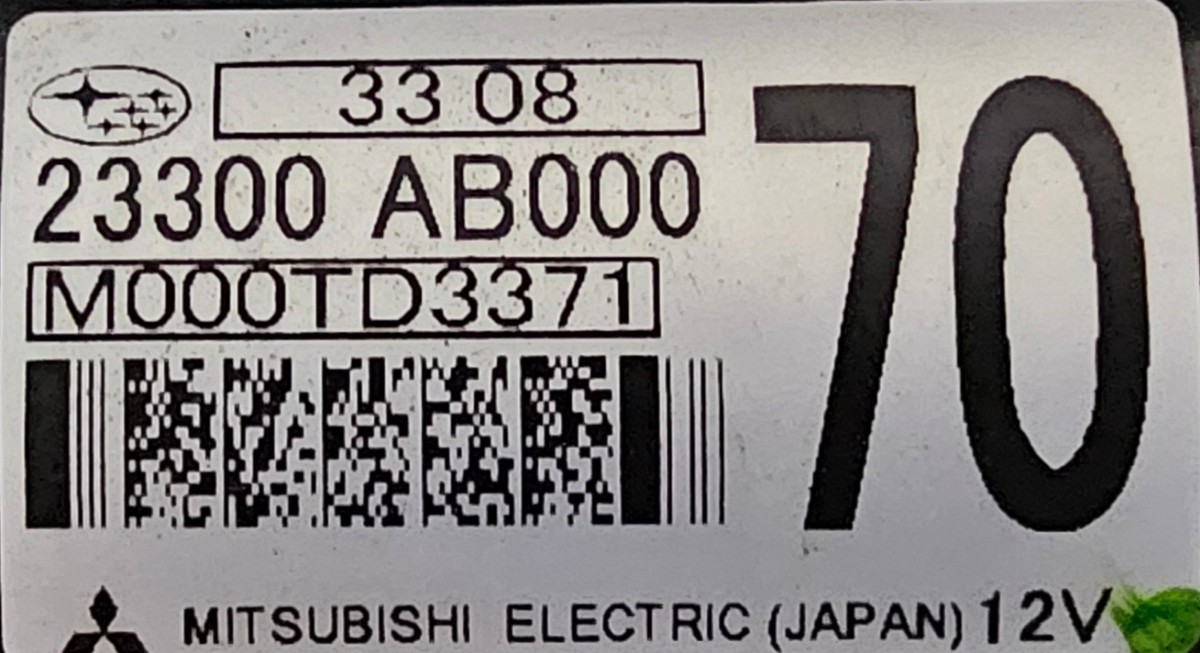 33 08
23300 AB000
M000TD3371
70
MITSUBISHI ELECTRIC (JAPAN) 12V